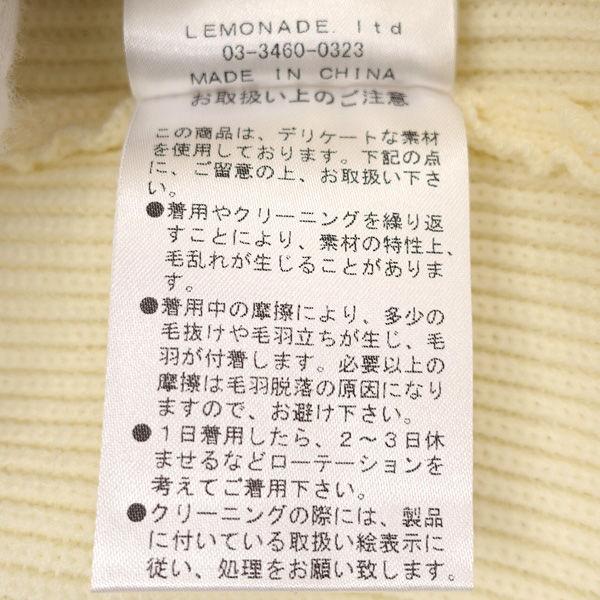 LEMONADE. ltd
03-3460-0323
MADE IN CHINA
お取扱い上のご注意
この商品は、デリケートな素材
を使用しております。下記の点
に、ご留意の上、お取扱い下さ
い。
●着用やクリーニングを繰り返
すことにより、素材の特性上、
毛乱れが生じることがありま
す。
●着用中の摩擦により、多少の
毛抜けや毛羽立ちが生じ、毛
羽が付着します。必要以上の
摩擦は毛羽脱落の原因になり
ますので、お避け下さい。
●1日着用したら、2〜3日休
ませるなどローテーションを
考えてご着用下さい。
●クリーニングの際には、製品
に付いている取扱い絵表示に
従い、処理をお願い致します。